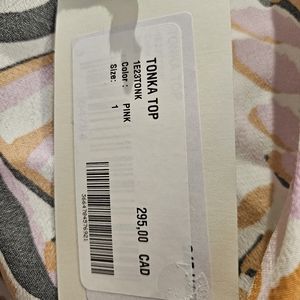 TONKA TOP
1E23TONK
Color : PINK
Size: 1
295,00 CAD